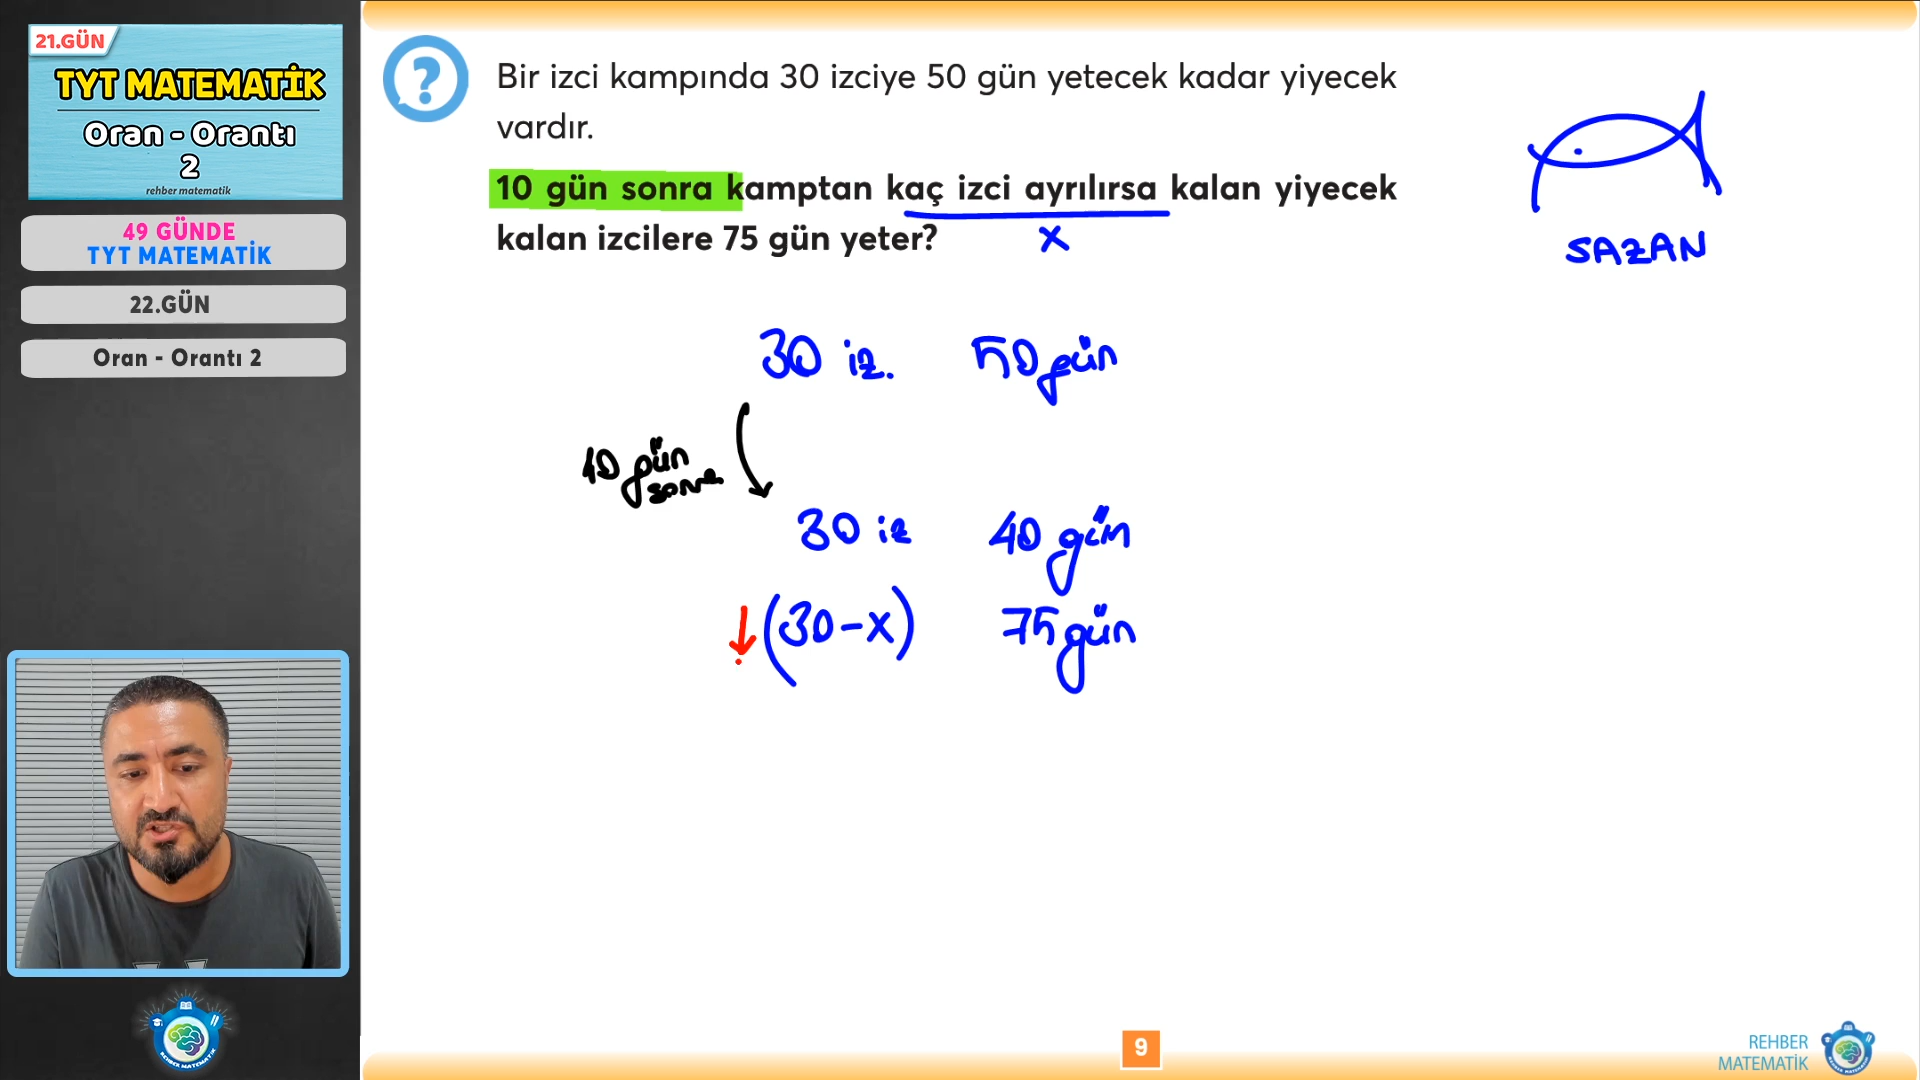 21.GÜN
TYT MATEMATİK
Oran - Orantı
2
rehber matematik
49 GÜNDE
TYT MATEMATİK
22.GÜN
Oran - Orantı 2
?
Bir izci kampında 30 izciye 50 gün yetecek kadar yiyecek
vardır.
10 gün sonra kamptan kaç izci ayrılırsa kalan yiyecek
kalan izcilere 75 gün yeter?
x
SAZAN
30 iz. 50 gün
10 gün
sonra
30 iz 40 gün
(30-x) 75 gün
REHBER MATEMATİK
9
REHBER
MATEMATİK